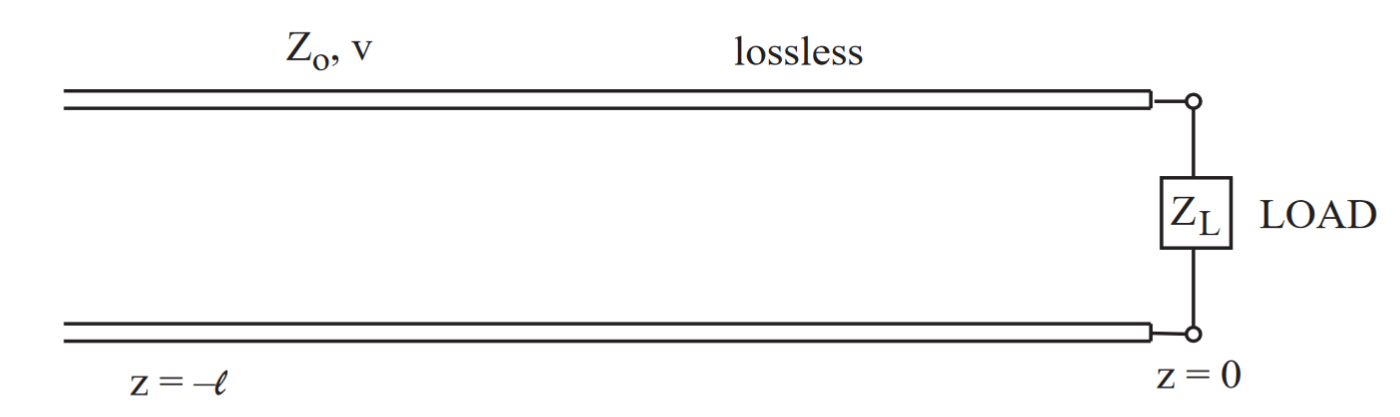 Zo, v
lossless
ZL
LOAD
z = –ℓ
z = 0